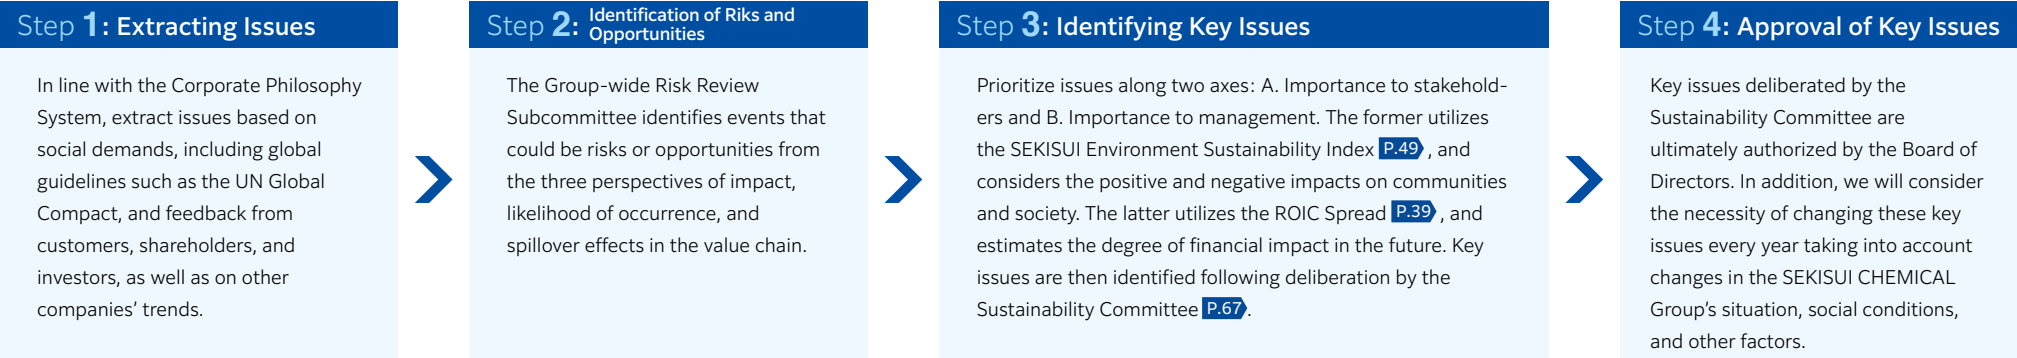 Step 1: Extracting Issues
In line with the Corporate Philosophy
System, extract issues based on
social demands, including global
guidelines such as the UN Global
Compact, and feedback from
customers, shareholders, and
investors, as well as on other
companies’ trends.
Step 2: Identification of Riks and
Opportunities
The Group-wide Risk Review
Subcommittee identifies events that
could be risks or opportunities from
the three perspectives of impact,
likelihood of occurrence, and
spillover effects in the value chain.
Step 3: Identifying Key Issues
Prioritize issues along two axes: A. Importance to stakehold-
ers and B. Importance to management. The former utilizes
the SEKISUI Environment Sustainability Index P.49 , and
considers the positive and negative impacts on communities
and society. The latter utilizes the ROIC Spread P.39 , and
estimates the degree of financial impact in the future. Key
issues are then identified following deliberation by the
Sustainability Committee P.67 .
Step 4: Approval of Key Issues
Key issues deliberated by the
Sustainability Committee are
ultimately authorized by the Board of
Directors. In addition, we will consider
the necessity of changing these key
issues every year taking into account
changes in the SEKISUI CHEMICAL
Group’s situation, social conditions,
and other factors.